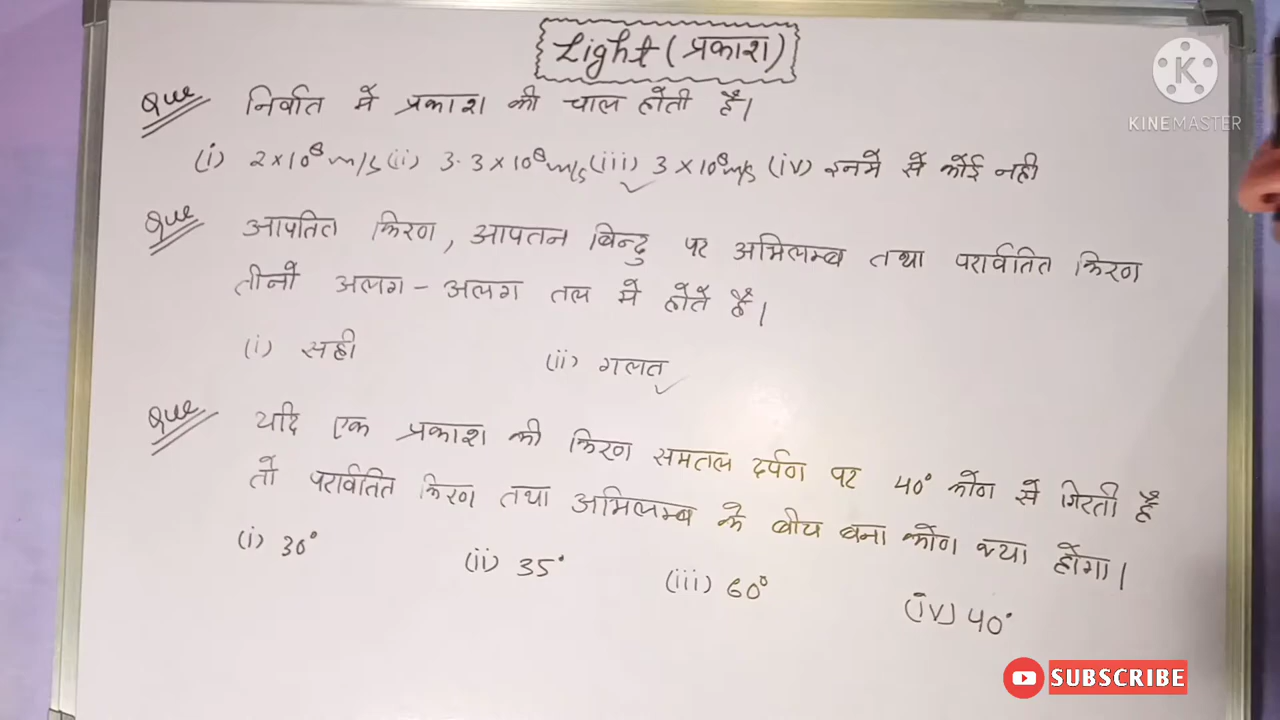 Light (प्रकाश)
KINEMASTER
Que निर्वात में प्रकाश की चाल होती है।
(i) 2×10⁸ m/s (ii) 3.3×10⁸ m/s (iii) 3×10⁸ m/s (iv) इनमें से कोई नही
Que आपतित किरण, आपतन बिन्दु पर अभिलम्ब तथा परावर्तित किरण
तीनों अलग-अलग तल में होते है।
(i) सही (ii) गलत
Que यदि एक प्रकाश की किरण समतल दर्पण पर 40° कोण से गिरती है
तो परावर्तित किरण तथा अभिलम्ब के बीच बना कोण क्या होगा।
(i) 30° (ii) 35° (iii) 60° (iv) 40°
SUBSCRIBE